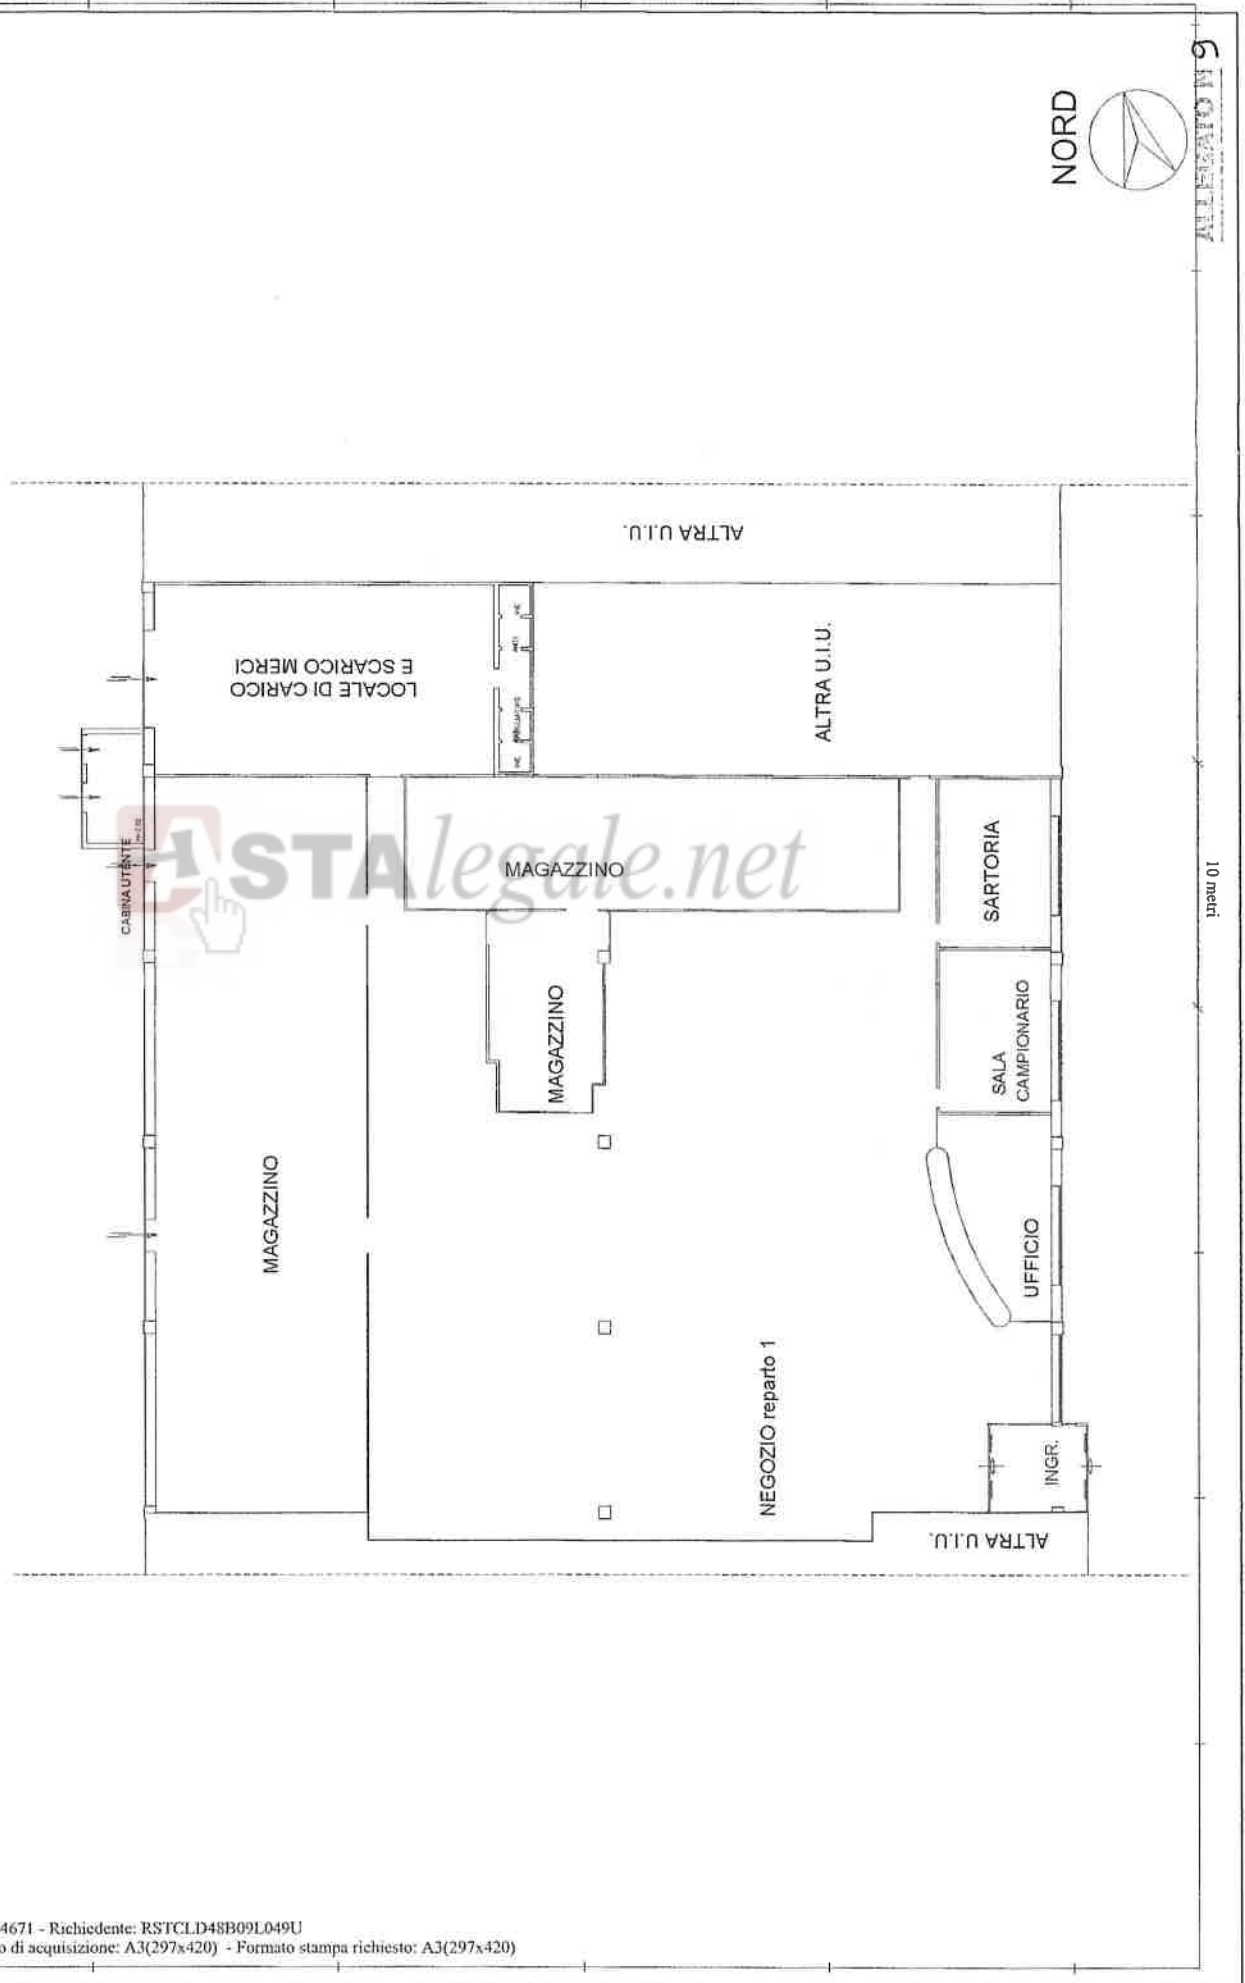 ALLEGATO N 9
NORD
ALTRA U.I.U.
LOCALE DI CARICO
E SCARICO MERCI
ALTRA U.I.U.
W.C.
W.C.
CABINA UTENTE
ASTAlegale.net
MAGAZZINO
SARTORIA
10 metri
MAGAZZINO
SALA
CAMPIONARIO
MAGAZZINO
UFFICIO
NEGOZIO reparto 1
INGR.
ALTRA U.I.U.
4671 - Richiedente: RSTCLD48B09L049U
o di acquisizione: A3(297x420) - Formato stampa richiesto: A3(297x420)